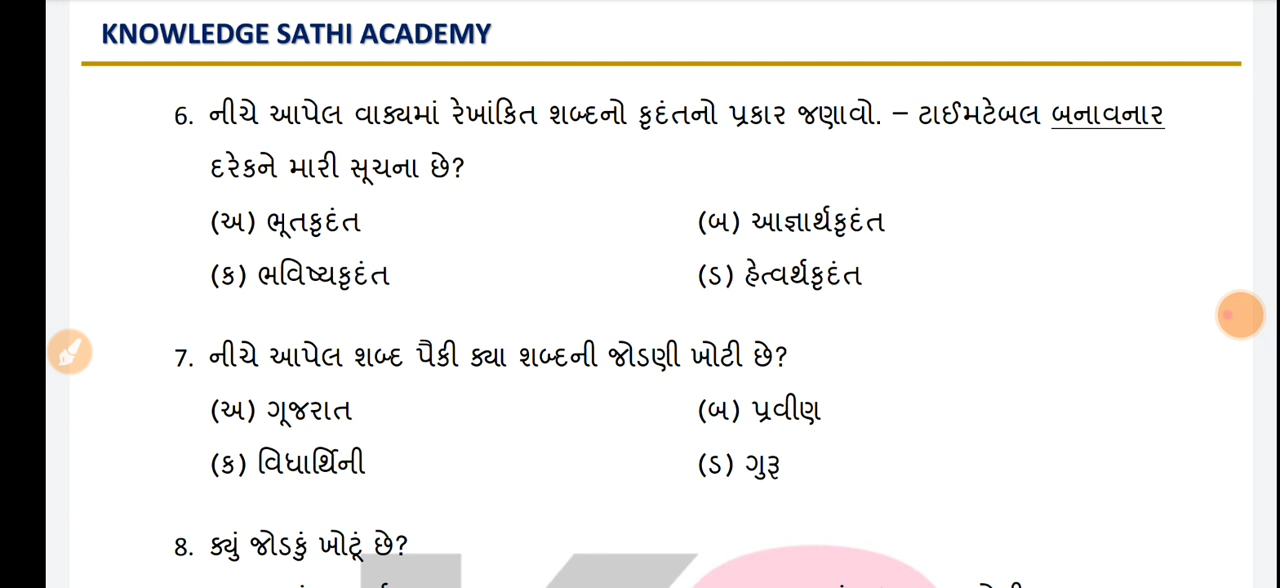 KNOWLEDGE SATHI ACADEMY
6. નીચે આપેલ વાક્યમાં રેખાંકિત શબ્દનો કૃદંતનો પ્રકાર જણાવો. – ટાઈમટેબલ બનાવનાર
દરેકને મારી સૂચના છે?
(અ) ભૂતકૃદંત (બ) આજ્ઞાર્થકૃદંત
(ક) ભવિષ્યકૃદંત (ડ) હેત્વર્થકૃદંત
7. નીચે આપેલ શબ્દ પૈકી ક્યા શબ્દની જોડણી ખોટી છે?
(અ) ગૂજરાત (બ) પ્રવીણ
(ક) વિધાર્થિની (ડ) ગુરૂ
8. ક્યું જોડકું ખોટૂં છે?